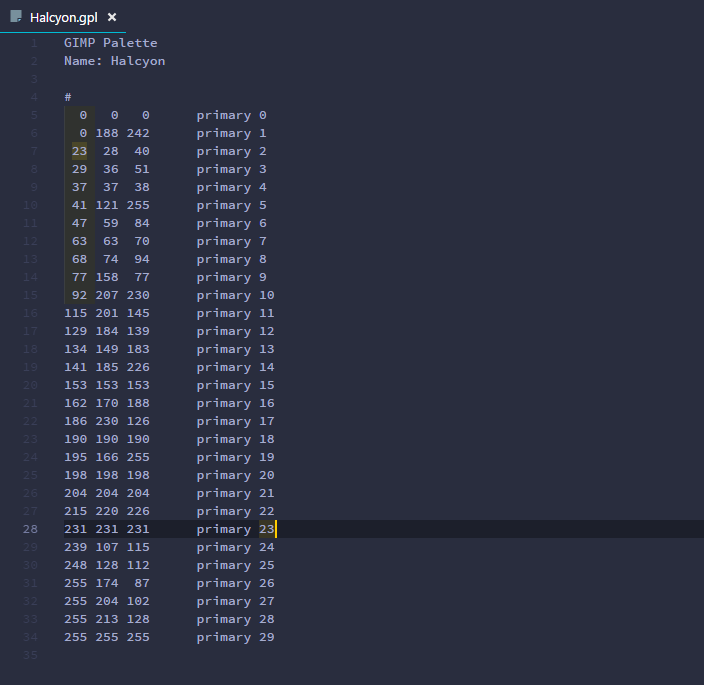 Halcyon.gpl ×
1 GIMP Palette
2 Name: Halcyon
3
4 #
5 0 0 0 primary 0
6 0 188 242 primary 1
7 23 28 40 primary 2
8 29 36 51 primary 3
9 37 37 38 primary 4
10 41 121 255 primary 5
11 47 59 84 primary 6
12 63 63 70 primary 7
13 68 74 94 primary 8
14 77 158 77 primary 9
15 92 207 230 primary 10
16 115 201 145 primary 11
17 129 184 139 primary 12
18 134 149 183 primary 13
19 141 185 226 primary 14
20 153 153 153 primary 15
21 162 170 188 primary 16
22 186 230 126 primary 17
23 190 190 190 primary 18
24 195 166 255 primary 19
25 198 198 198 primary 20
26 204 204 204 primary 21
27 215 220 226 primary 22
28 231 231 231 primary 23
29 239 107 115 primary 24
30 248 128 112 primary 25
31 255 174 87 primary 26
32 255 204 102 primary 27
33 255 213 128 primary 28
34 255 255 255 primary 29
35